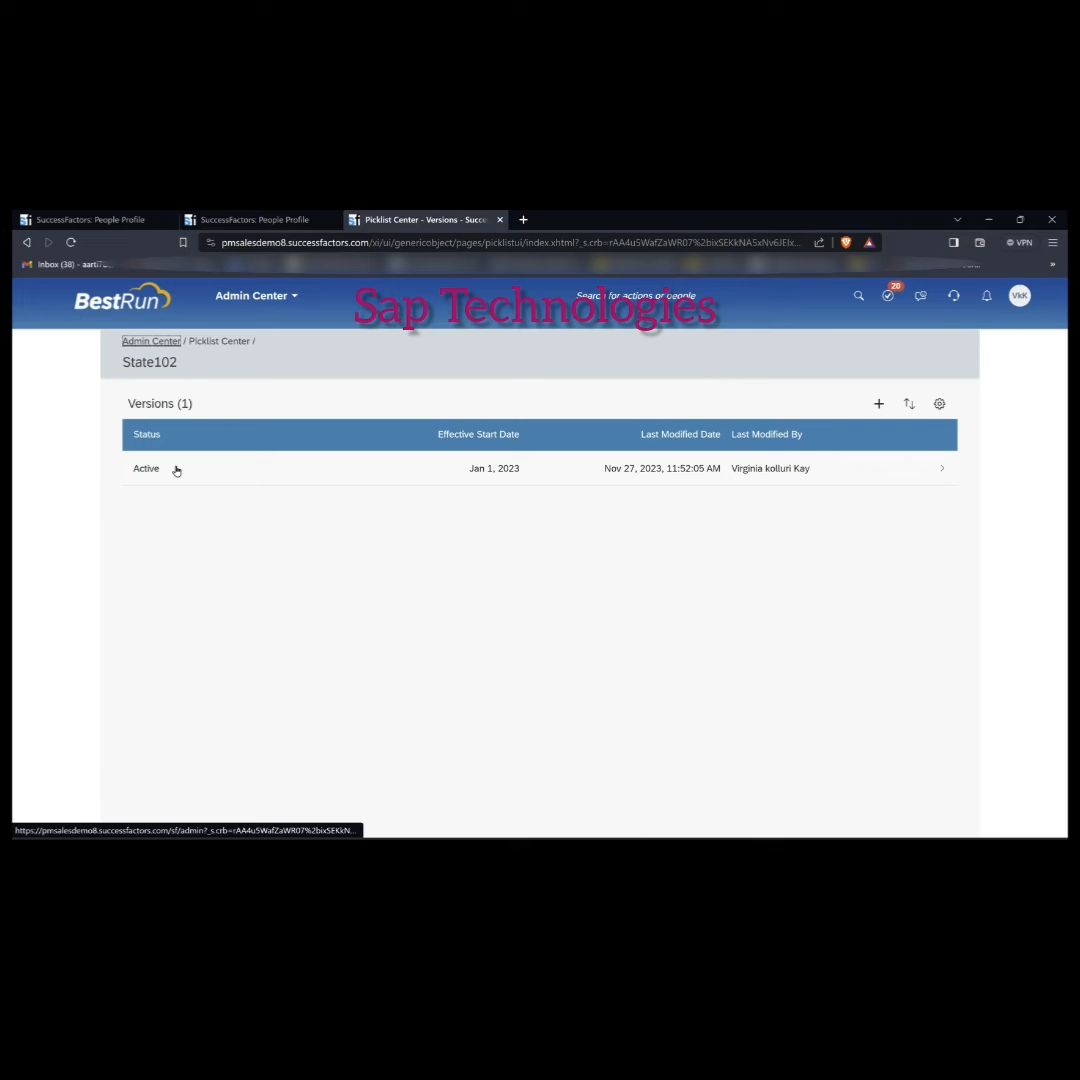 SuccessFactors: People Profile
SuccessFactors: People Profile
Picklist Center - Versions - Succe
pmsalesdemo8.successfactors.com/xi/ui/genericobject/pages/picklistui/index.xhtml?_s.crb=rAA4u5WafZaWR07%2bixSEKkNA5xNv6JEIx...
VPN
Inbox (38) - aarti7...
BestRun
Admin Center
Sap Technologies
Search for actions or people
20
VkK
Admin Center / Picklist Center /
State102
Versions (1)
Status Effective Start Date Last Modified Date Last Modified By
Active Jan 1, 2023 Nov 27, 2023, 11:52:05 AM Virginia kolluri Kay
https://pmsalesdemo8.successfactors.com/sf/admin?_s.crb=rAA4u5WafZaWR07%2bixSEKkN...